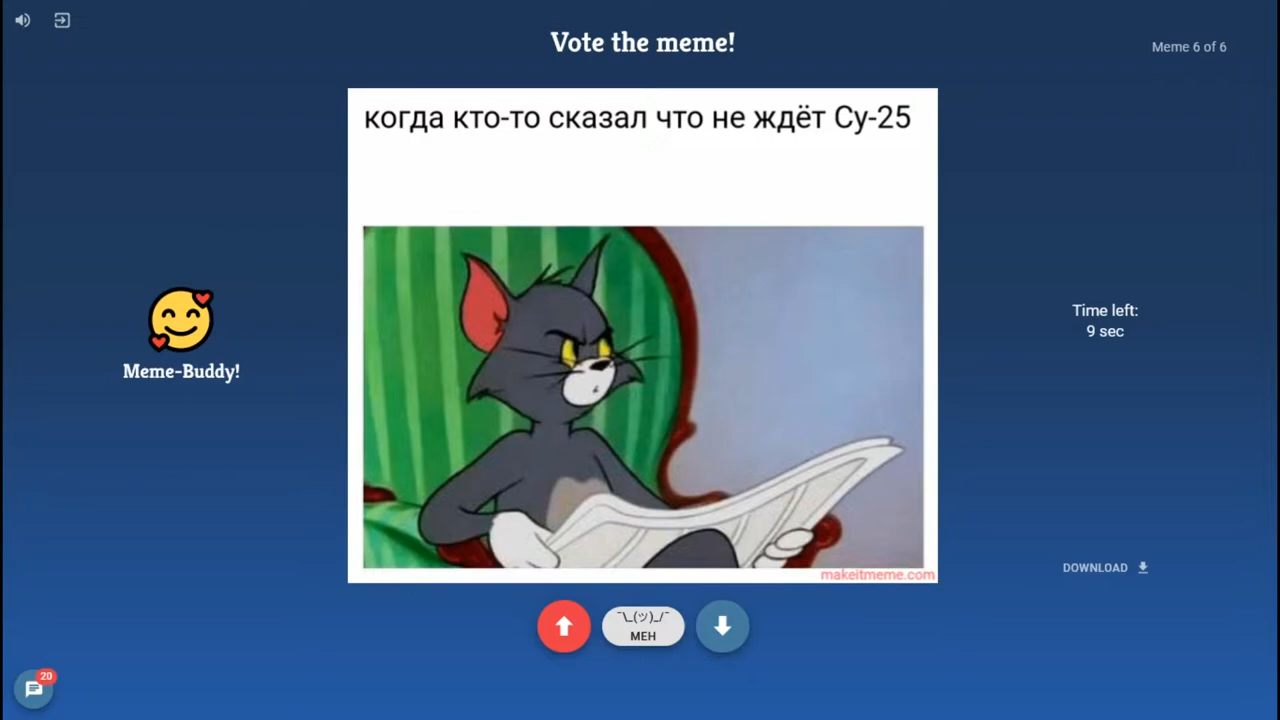 Vote the meme!
Meme 6 of 6
когда кто-то сказал что не ждёт Су-25
Meme-Buddy!
Time left:
9 sec
DOWNLOAD
makeitmeme.com
¯\_(ツ)_/¯
MEH
20